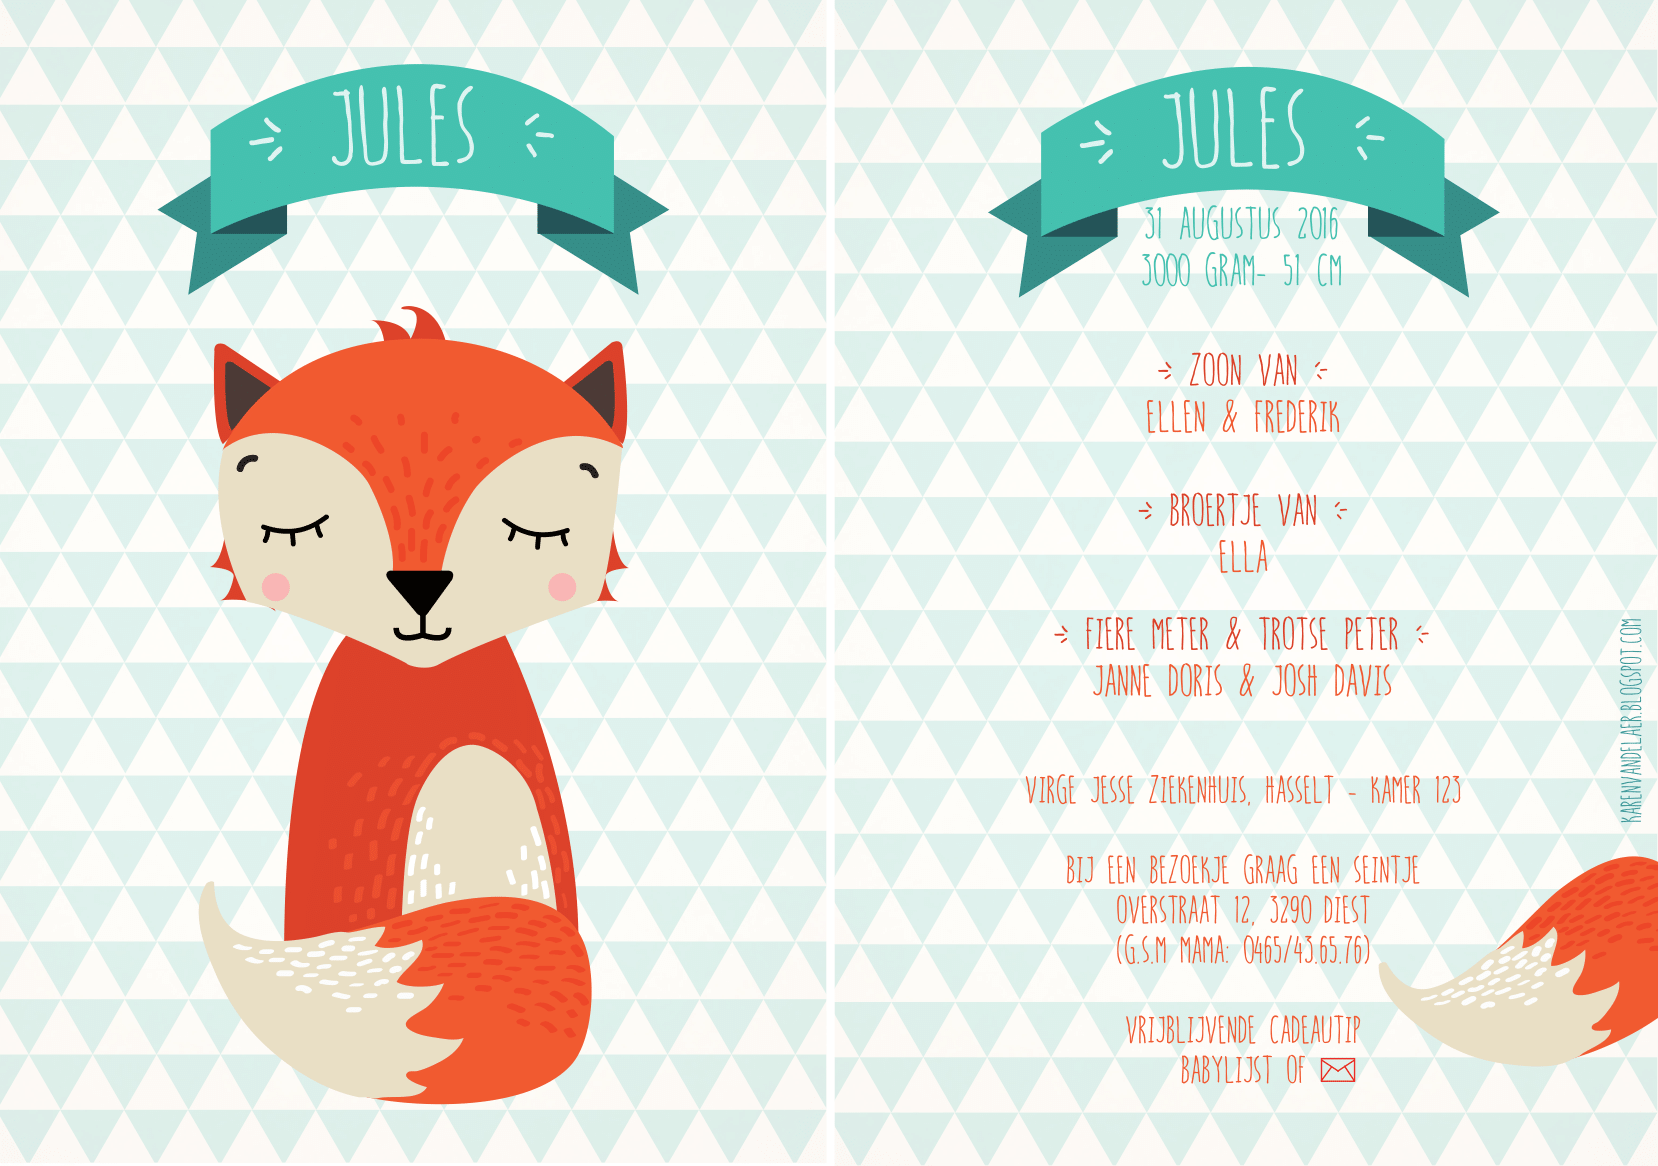 JULES
JULES
31 AUGUSTUS 2016
3000 GRAM- 51 CM
ZOON VAN
ELLEN & FREDERIK
BROERTJE VAN
ELLA
FIERE METER & TROTSE PETER
JANNE DORIS & JOSH DAVIS
VIRGE JESSE ZIEKENHUIS, HASSELT - KAMER 123
BIJ EEN BEZOEKJE GRAAG EEN SEINTJE
OVERSTRAAT 12, 3290 DIEST
(G.S.M MAMA: 0465/43.65.76)
VRIJBLIJVENDE CADEAUTIP
BABYLIJST OF
KARENVANDELAER.BLOGSPOT.COM